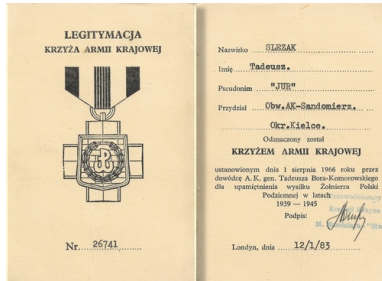 LEGITYMACJA
KRZYŻA ARMII KRAJOWEJ
Nr. 26741
Nazwisko SLEZAK
Imię Tadeusz.
Pseudonim "JUR"
Przydział Obw.AK-Sandomierz.
Okr.Kielce.
Odznaczony został
KRZYŻEM ARMII KRAJOWEJ
ustanowionym dnia 1 sierpnia 1966 roku przez
dowódcę A.K. gen. Tadeusza Bora-Komorowskiego
dla upamiętnienia wysiłku Żołnierza Polski
Podziemnej w latach
1939 — 1945
Podpis:
Londyn, dnia 12/1/83